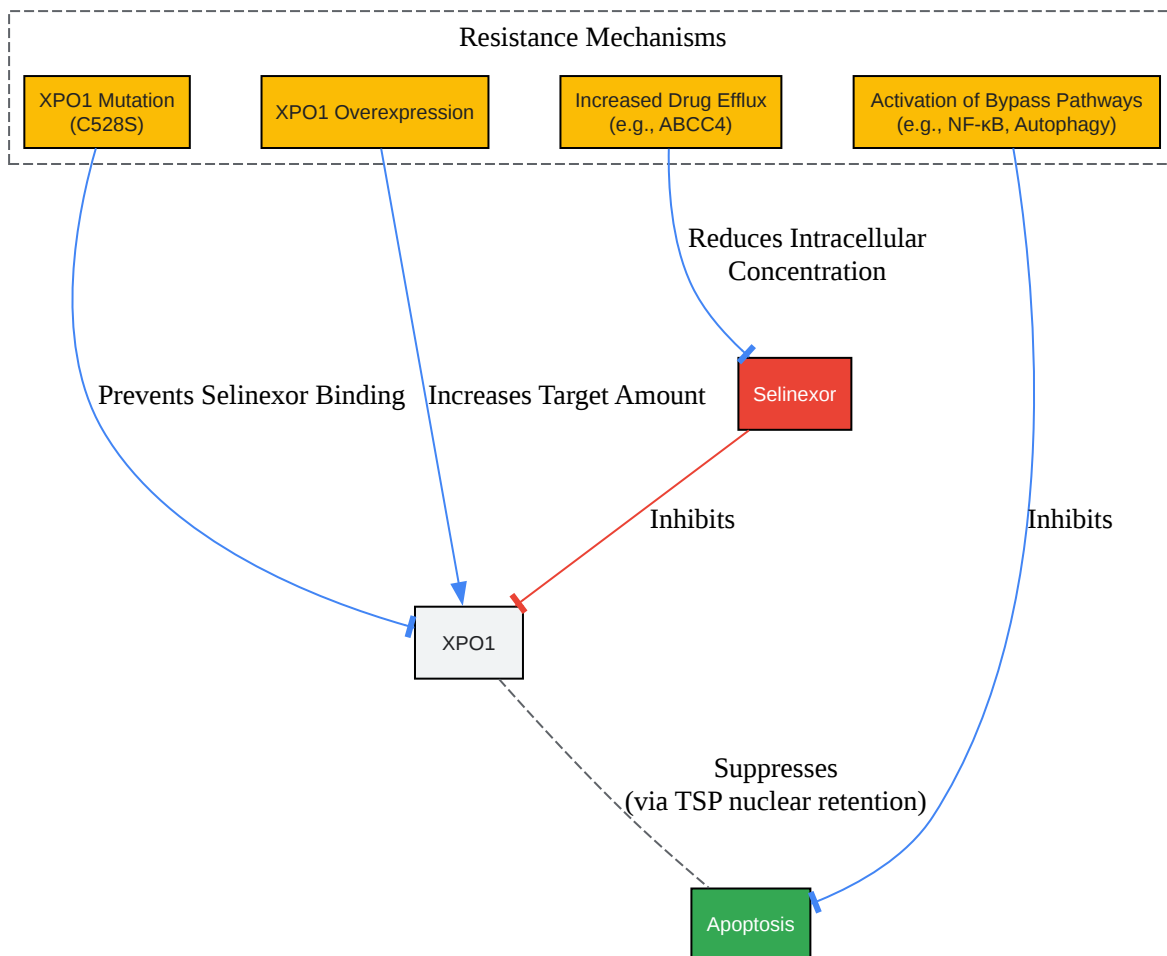 Resistance Mechanisms
XPO1 Mutation
(C528S)
XPO1 Overexpression
Increased Drug Efflux
(e.g., ABCC4)
Activation of Bypass Pathways
(e.g., NF-κB, Autophagy)
Reduces Intracellular
Concentration
Prevents Selinexor Binding
Increases Target Amount
Selinexor
Inhibits
Inhibits
XPO1
Suppresses
(via TSP nuclear retention)
Apoptosis